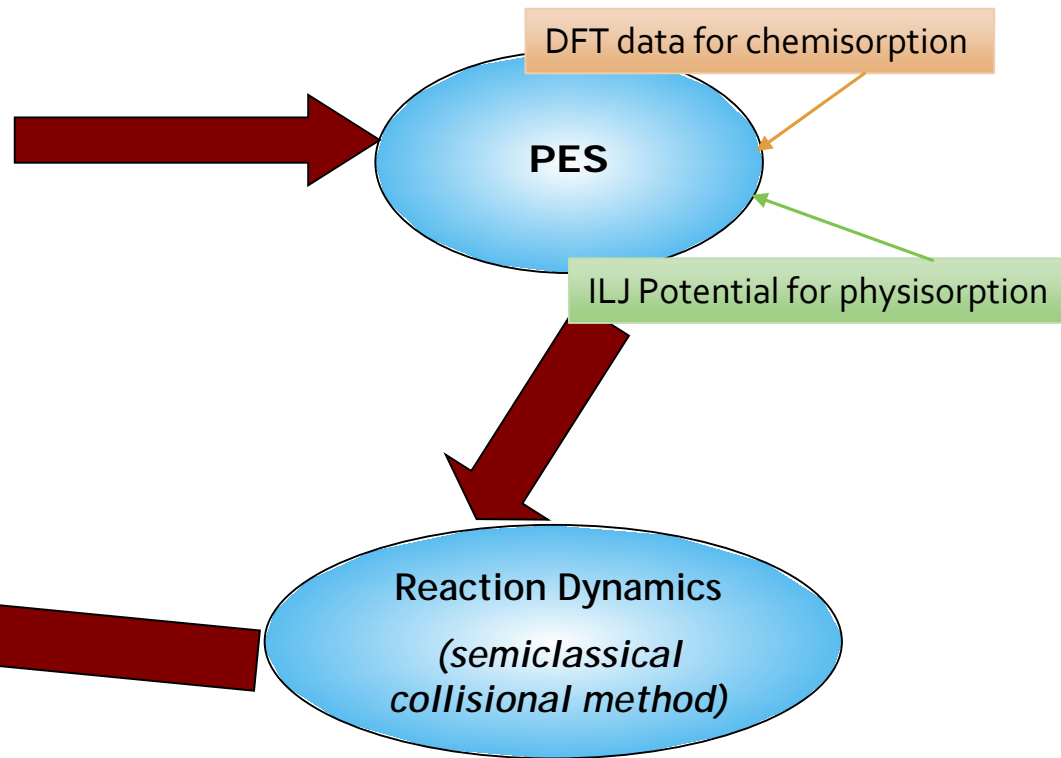 DFT data for chemisorption
PES
ILJ Potential for physisorption
Reaction Dynamics
(semiclassical
collisional method)